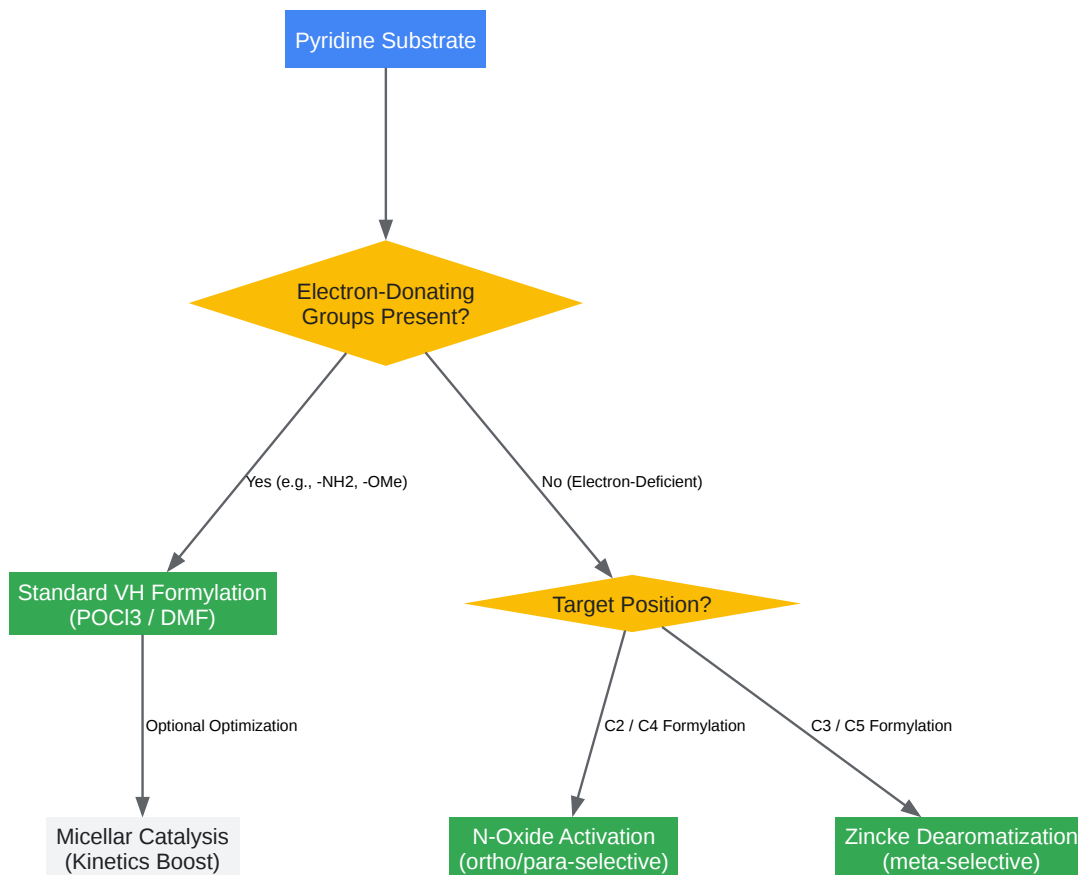 Pyridine Substrate
Electron-Donating
Groups Present?
Yes (e.g., -NH2, -OMe)
No (Electron-Deficient)
Standard VH Formylation
(POCl3 / DMF)
Target Position?
Optional Optimization
C2 / C4 Formylation
C3 / C5 Formylation
Micellar Catalysis
(Kinetics Boost)
N-Oxide Activation
(ortho/para-selective)
Zincke Dearomatization
(meta-selective)